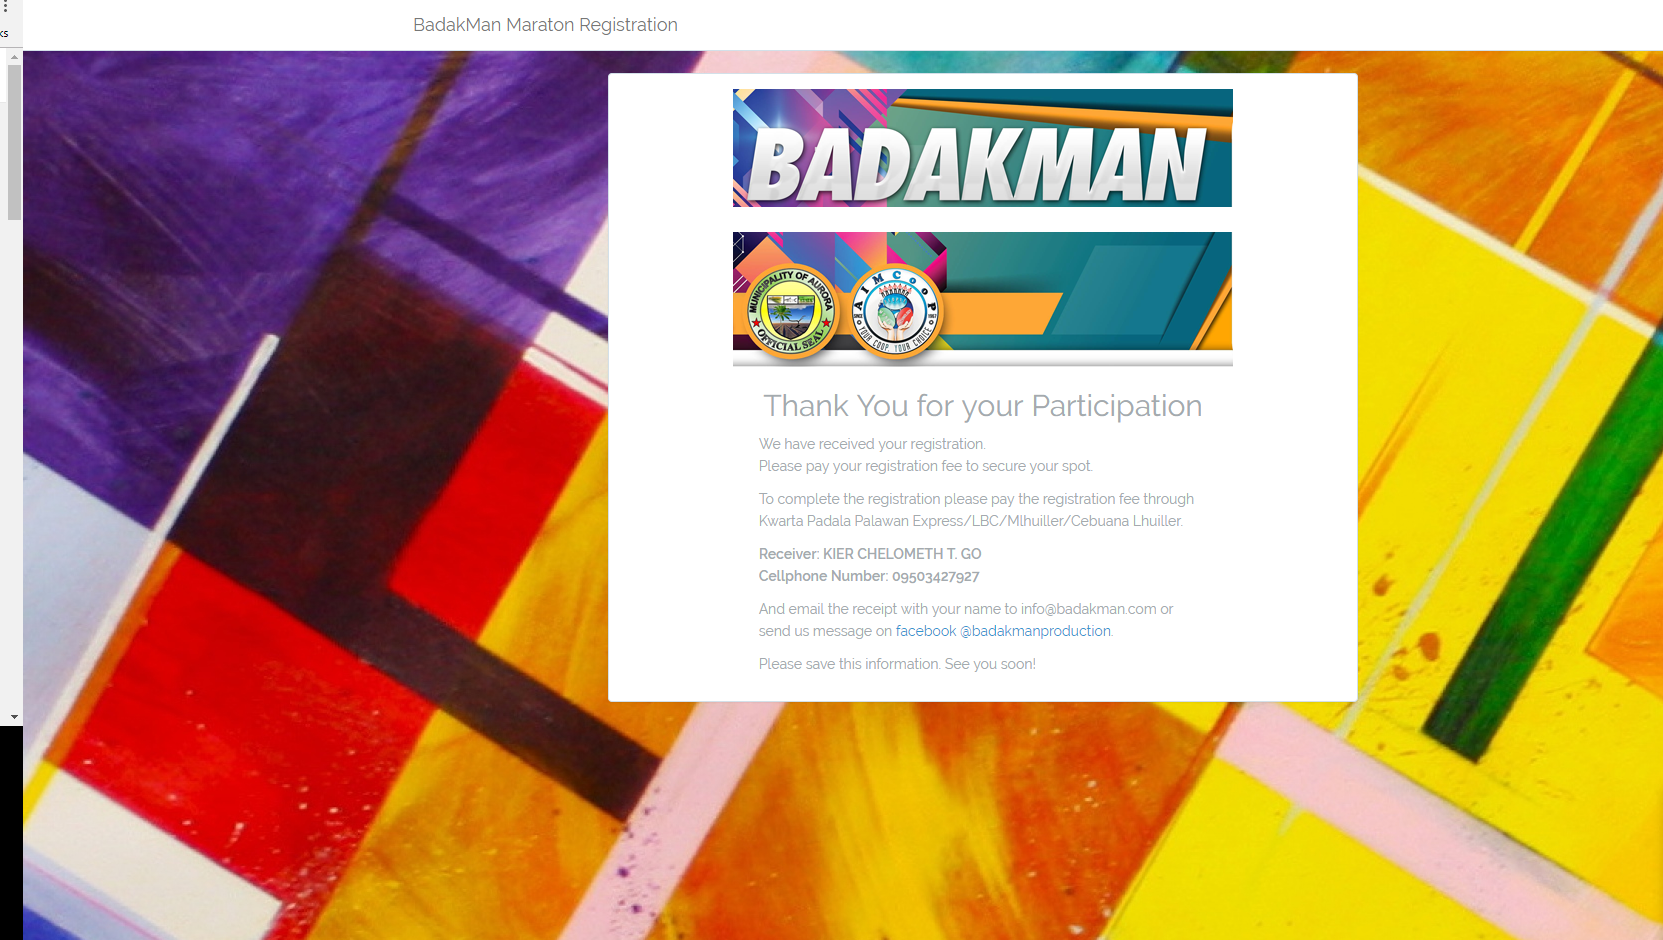 ks
BadakMan Maraton Registration
BADAKMAN
MUNICIPALITY OF AURORA
OFFICIAL SEAL
AIMCooP
SINCE 1967
YOUR COOP, YOUR CHOICE
Thank You for your Participation
We have received your registration.
Please pay your registration fee to secure your spot.
To complete the registration please pay the registration fee through
Kwarta Padala Palawan Express/LBC/Mlhuiller/Cebuana Lhuiller.
Receiver: KIER CHELOMETH T. GO
Cellphone Number: 09503427927
And email the receipt with your name to info@badakman.com or
send us message on facebook @badakmanproduction.
Please save this information. See you soon!